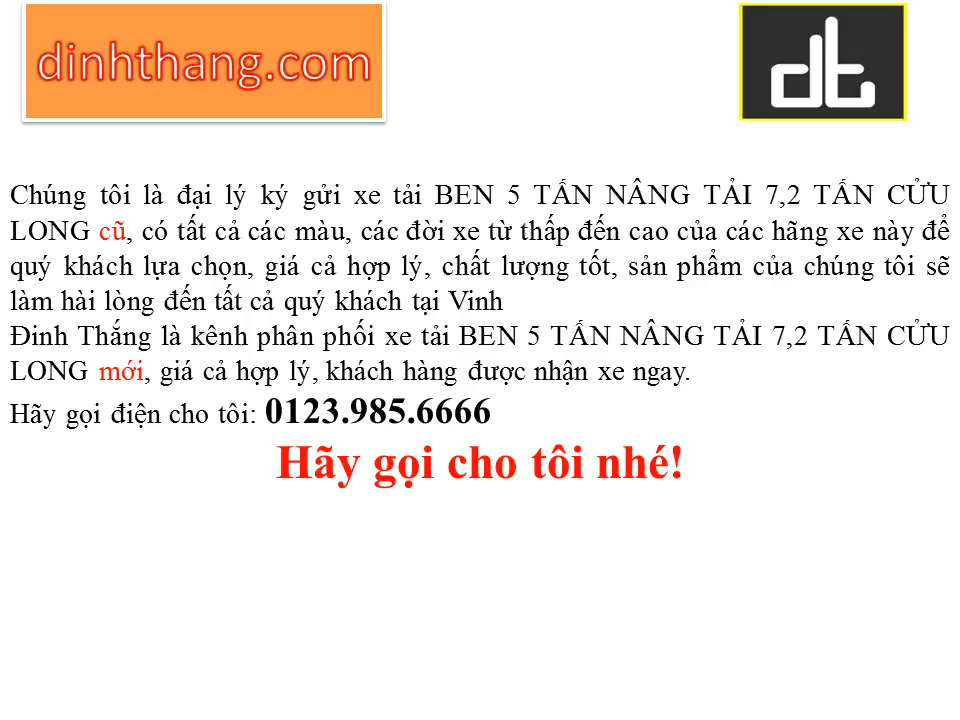 dinhthang.com
dt
Chúng tôi là đại lý ký gửi xe tải BEN 5 TẤN NÂNG TẢI 7,2 TẤN CỬU
LONG cũ, có tất cả các màu, các đời xe từ thấp đến cao của các hãng xe này để
quý khách lựa chọn, giá cả hợp lý, chất lượng tốt, sản phẩm của chúng tôi sẽ
làm hài lòng đến tất cả quý khách tại Vinh
Đinh Thắng là kênh phân phối xe tải BEN 5 TẤN NÂNG TẢI 7,2 TẤN CỬU
LONG mới, giá cả hợp lý, khách hàng được nhận xe ngay.
Hãy gọi điện cho tôi: 0123.985.6666
Hãy gọi cho tôi nhé!